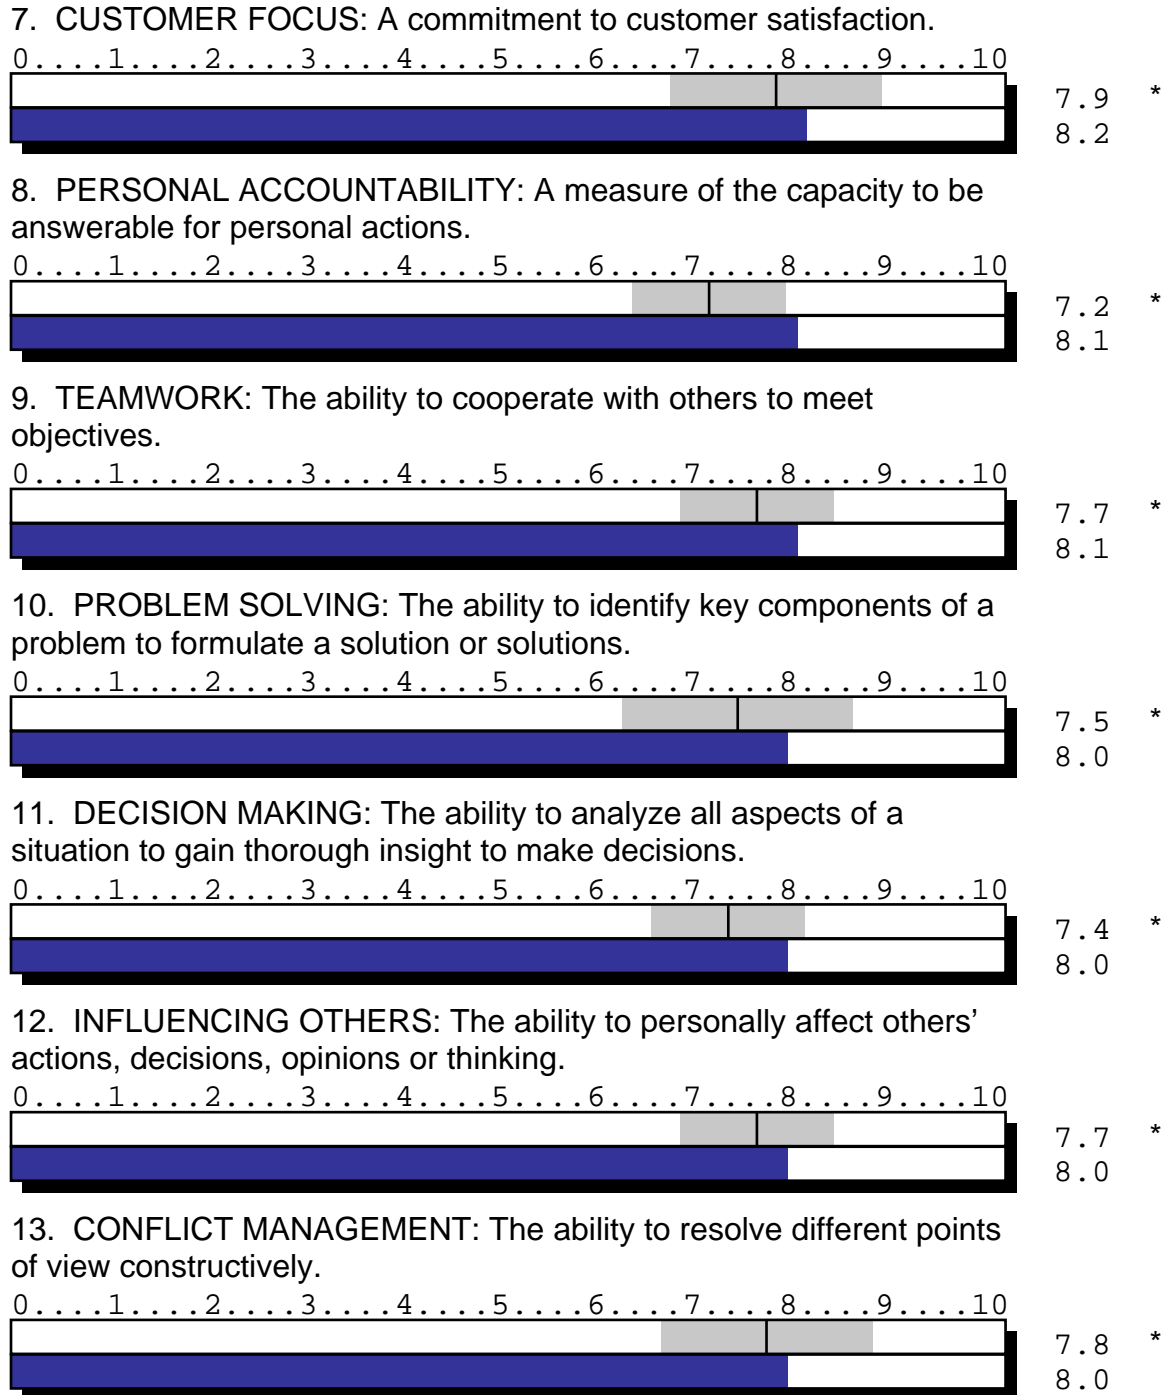 7. CUSTOMER FOCUS: A commitment to customer satisfaction.
0....1....2....3....4....5....6....7....8....9....10
7.9 *
8.2
8. PERSONAL ACCOUNTABILITY: A measure of the capacity to be
answerable for personal actions.
0....1....2....3....4....5....6....7....8....9....10
7.2 *
8.1
9. TEAMWORK: The ability to cooperate with others to meet
objectives.
0....1....2....3....4....5....6....7....8....9....10
7.7 *
8.1
10. PROBLEM SOLVING: The ability to identify key components of a
problem to formulate a solution or solutions.
0....1....2....3....4....5....6....7....8....9....10
7.5 *
8.0
11. DECISION MAKING: The ability to analyze all aspects of a
situation to gain thorough insight to make decisions.
0....1....2....3....4....5....6....7....8....9....10
7.4 *
8.0
12. INFLUENCING OTHERS: The ability to personally affect others’
actions, decisions, opinions or thinking.
0....1....2....3....4....5....6....7....8....9....10
7.7 *
8.0
13. CONFLICT MANAGEMENT: The ability to resolve different points
of view constructively.
0....1....2....3....4....5....6....7....8....9....10
7.8 *
8.0